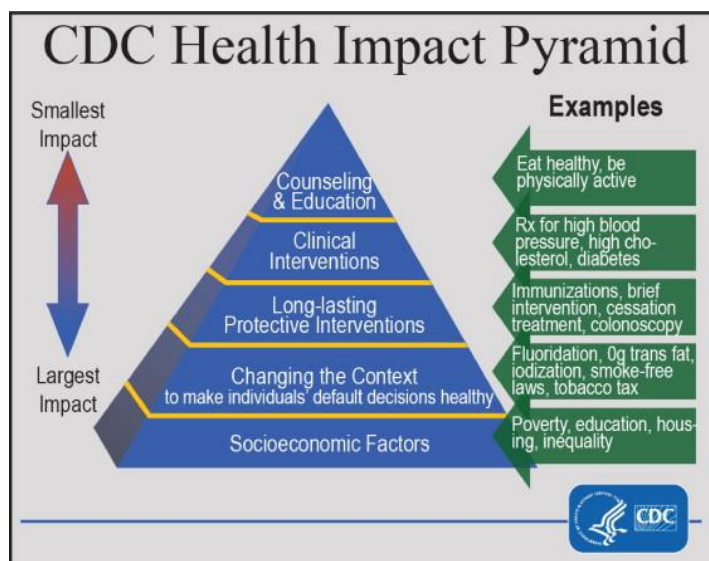 CDC Health Impact Pyramid
Smallest
Impact
Largest
Impact
Counseling
& Education
Clinical
Interventions
Long-lasting
Protective Interventions
Changing the Context
to make individuals' default decisions healthy
Socioeconomic Factors
Examples
Eat healthy, be
physically active
Rx for high blood
pressure, high cho-
lesterol, diabetes
Immunizations, brief
intervention, cessation
treatment, colonoscopy
Fluoridation, 0g trans fat,
iodization, smoke-free
laws, tobacco tax
Poverty, education, hous-
ing, inequality
CDC